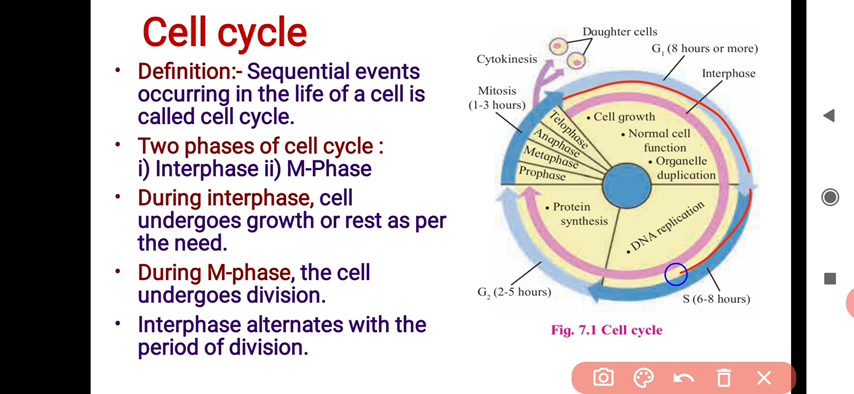 Cell cycle
• Definition:- Sequential events
occurring in the life of a cell is
called cell cycle.
• Two phases of cell cycle :
i) Interphase ii) M-Phase
• During interphase, cell
undergoes growth or rest as per
the need.
• During M-phase, the cell
undergoes division.
• Interphase alternates with the
period of division.
Daughter cells
Cytokinesis
G₁ (8 hours or more)
Interphase
Mitosis
(1-3 hours)
Telophase
Anaphase
Metaphase
Prophase
• Cell growth
• Normal cell
function
• Organelle
duplication
• Protein
synthesis
• DNA replication
G₂ (2-5 hours)
S (6-8 hours)
Fig. 7.1 Cell cycle